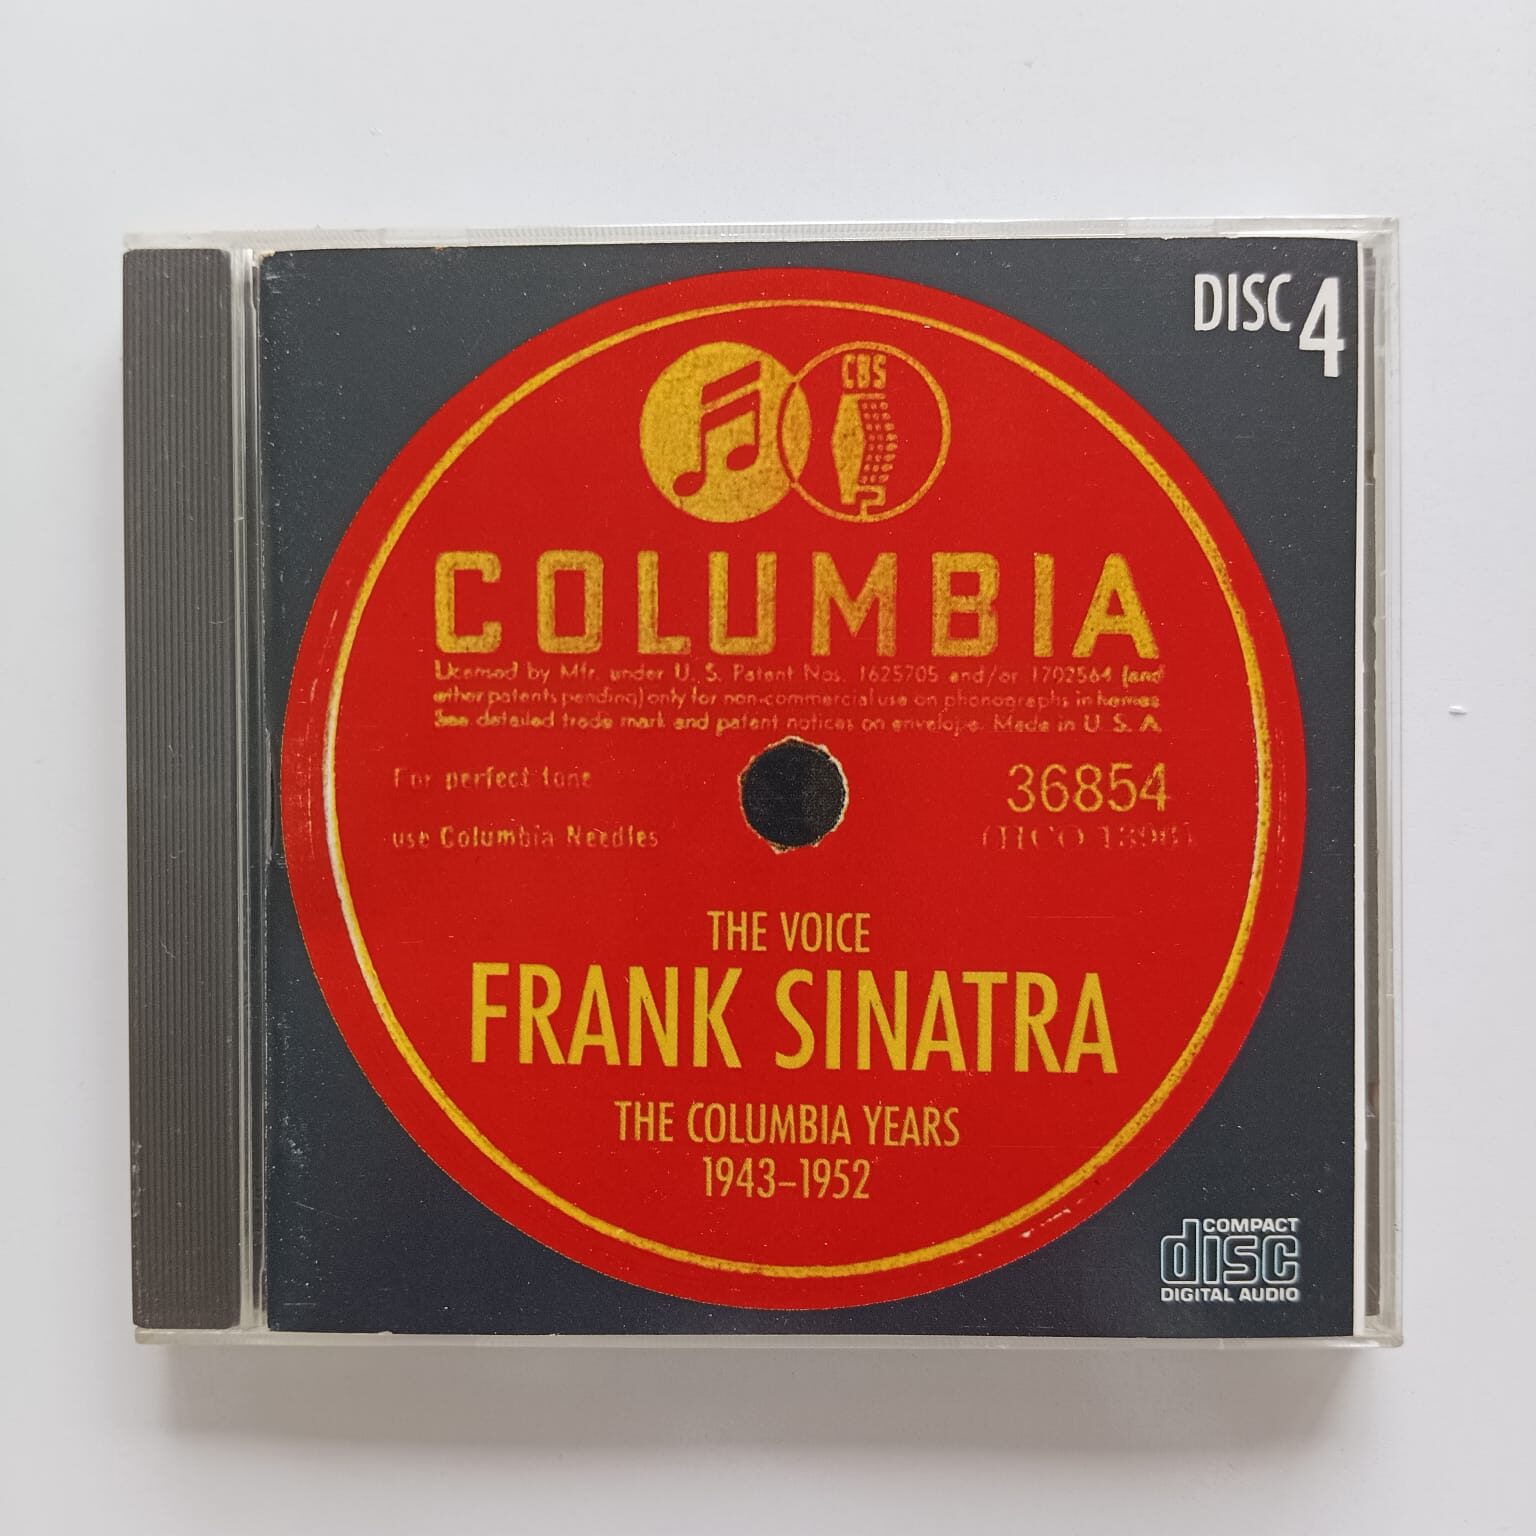 DISC 4
CBS
COLUMBIA
Licensed by Mfr. under U. S. Patent Nos. 1625705 and/or 1702564 (and
other patents pending) only for non-commercial use on phonographs in homes
See detailed trade mark and patent notices on envelope. Made in U. S. A.
For perfect tone
36854
use Columbia Needles
THE VOICE
FRANK SINATRA
THE COLUMBIA YEARS
1943–1952
COMPACT
disc
DIGITAL AUDIO